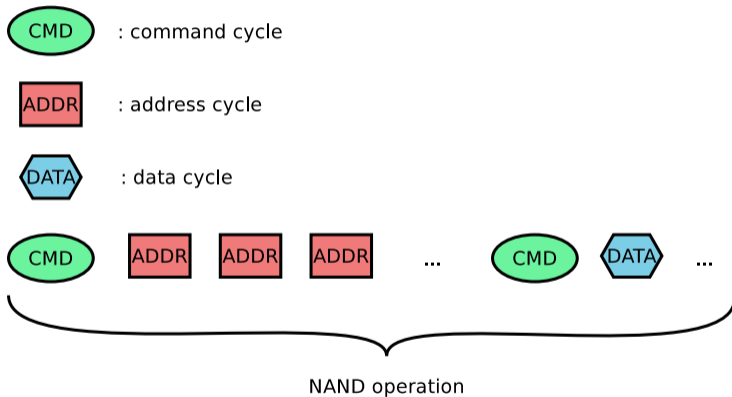 CMD : command cycle
ADDR : address cycle
DATA : data cycle
CMD ADDR ADDR ADDR ... CMD DATA ...
NAND operation